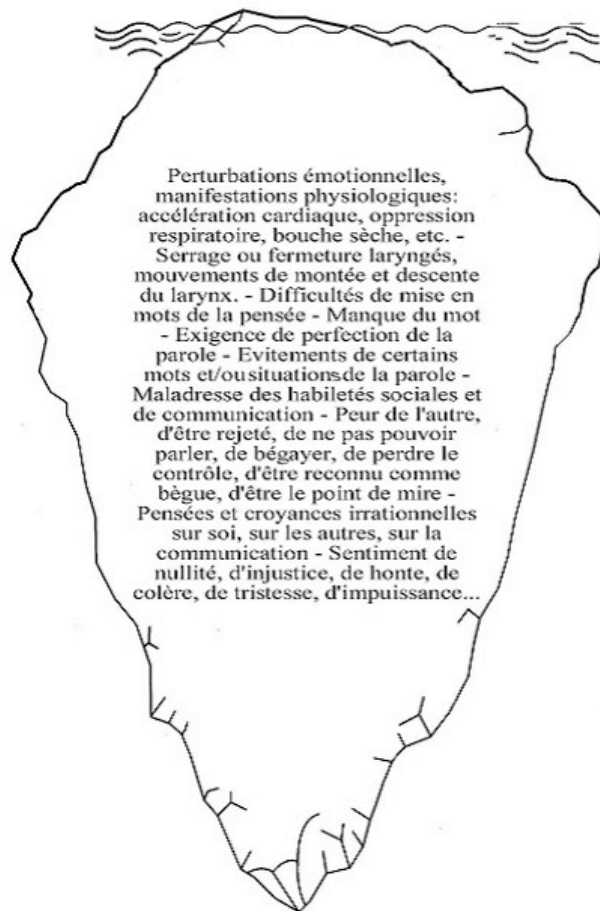 Perturbations émotionnelles,
manifestations physiologiques:
accélération cardiaque, oppression
respiratoire, bouche sèche, etc. -
Serrage ou fermeture laryngés,
mouvements de montée et descente
du larynx. - Difficultés de mise en
mots de la pensée - Manque du mot
- Exigence de perfection de la
parole - Evitements de certains
mots et/ousituationsde la parole -
Maladresse des habiletés sociales et
de communication - Peur de l'autre,
d'être rejeté, de ne pas pouvoir
parler, de bégayer, de perdre le
contrôle, d'être reconnu comme
bègue, d'être le point de mire -
Pensées et croyances irrationnelles
sur soi, sur les autres, sur la
communication - Sentiment de
nullité, d'injustice, de honte, de
colère, de tristesse, d'impuissance...